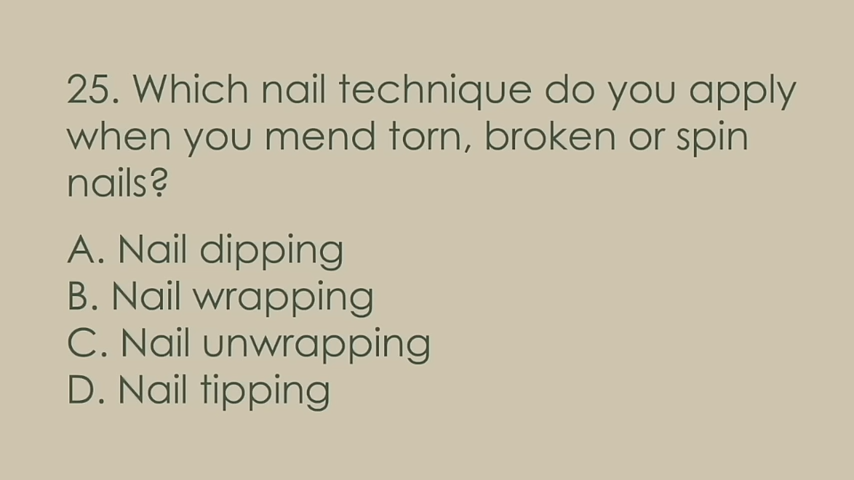 25. Which nail technique do you apply
when you mend torn, broken or spin
nails?
A. Nail dipping
B. Nail wrapping
C. Nail unwrapping
D. Nail tipping